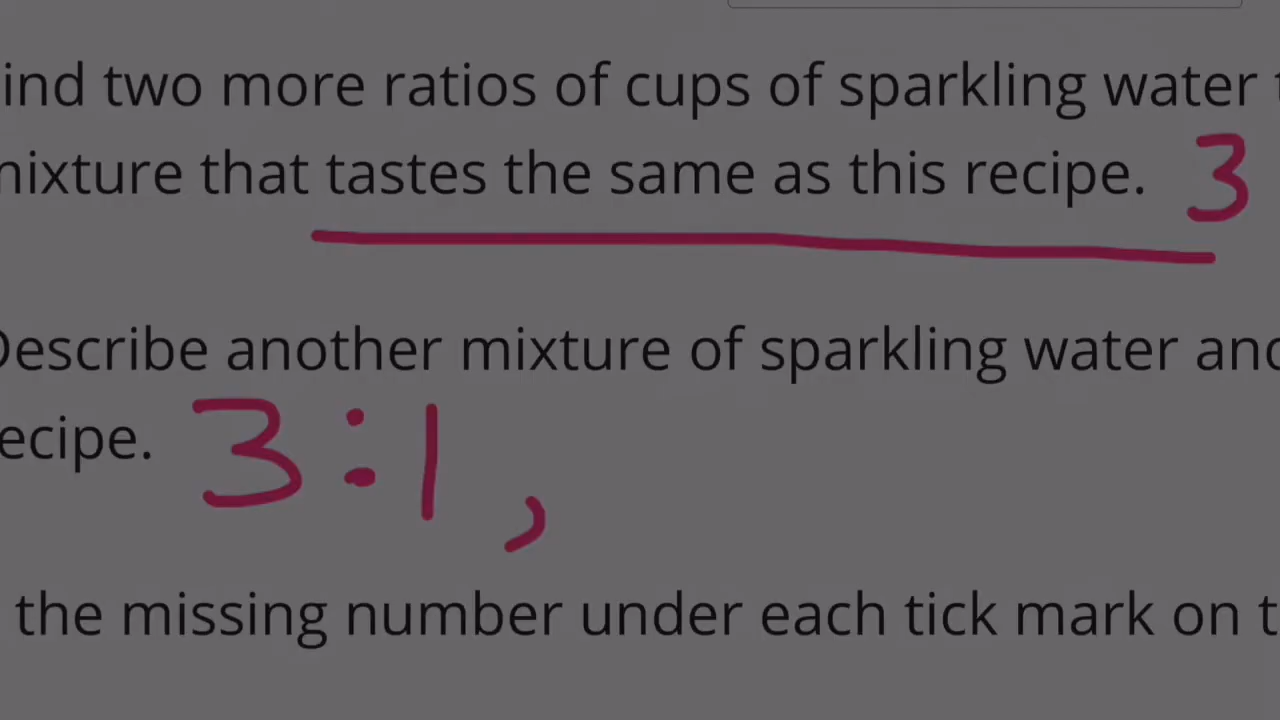 ind two more ratios of cups of sparkling water
mixture that tastes the same as this recipe. 3
Describe another mixture of sparkling water and
ecipe. 3:1,
the missing number under each tick mark on t